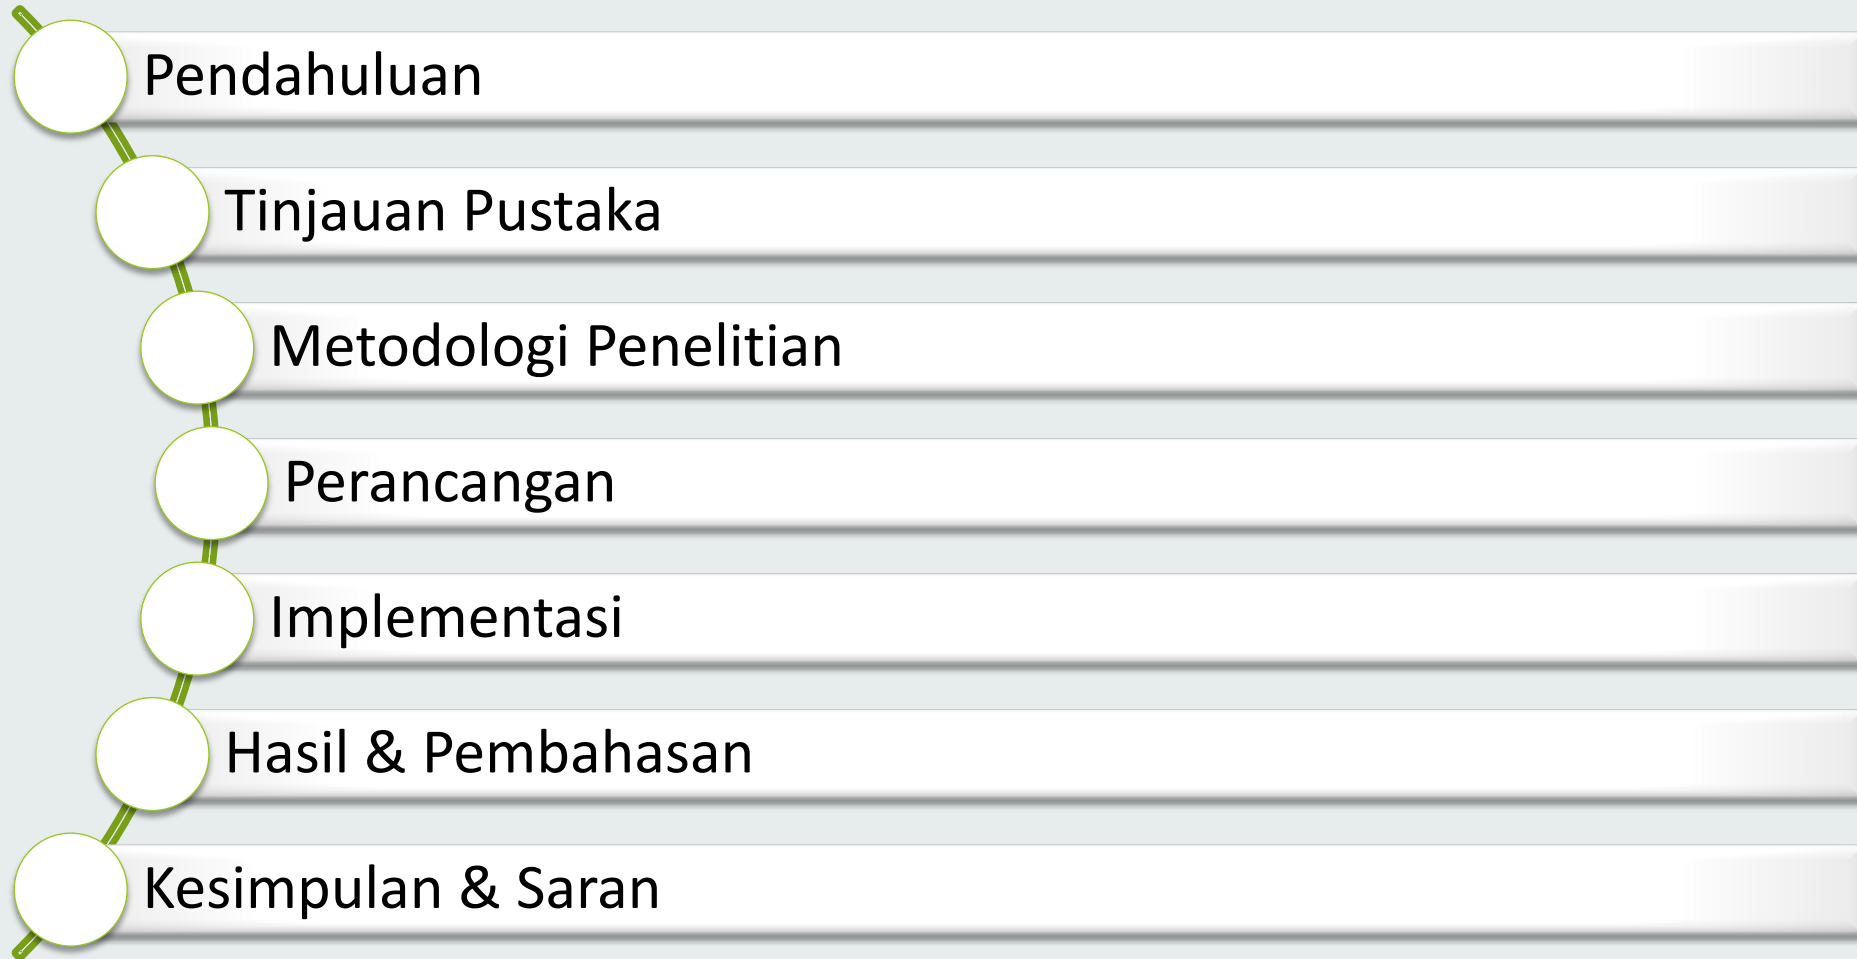 Pendahuluan
Tinjauan Pustaka
Metodologi Penelitian
Perancangan
Implementasi
Hasil & Pembahasan
Kesimpulan & Saran